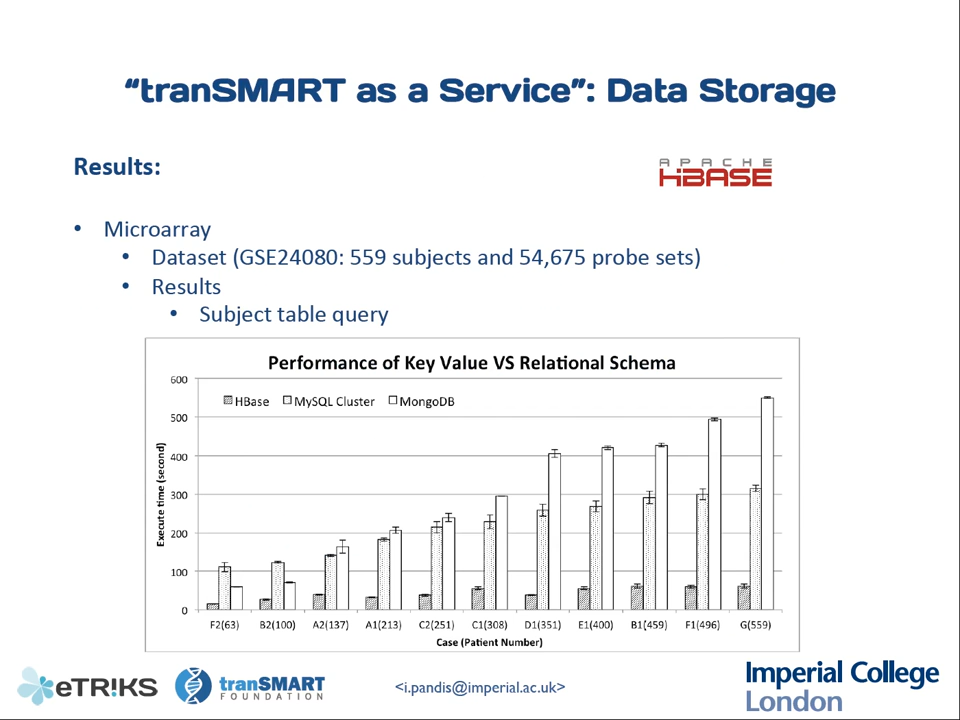 “tranSMART as a Service”: Data Storage
Results:
APACHE
HBASE
• Microarray
• Dataset (GSE24080: 559 subjects and 54,675 probe sets)
• Results
• Subject table query
Performance of Key Value VS Relational Schema
HBase MySQL Cluster MongoDB
Execute time (second)
600
500
400
300
200
100
0
F2(63) B2(100) A2(137) A1(213) C2(251) C1(308) D1(351) E1(400) B1(459) F1(496) G(559)
Case (Patient Number)
eTRIKS
tranSMART
FOUNDATION
<i.pandis@imperial.ac.uk>
Imperial College
London